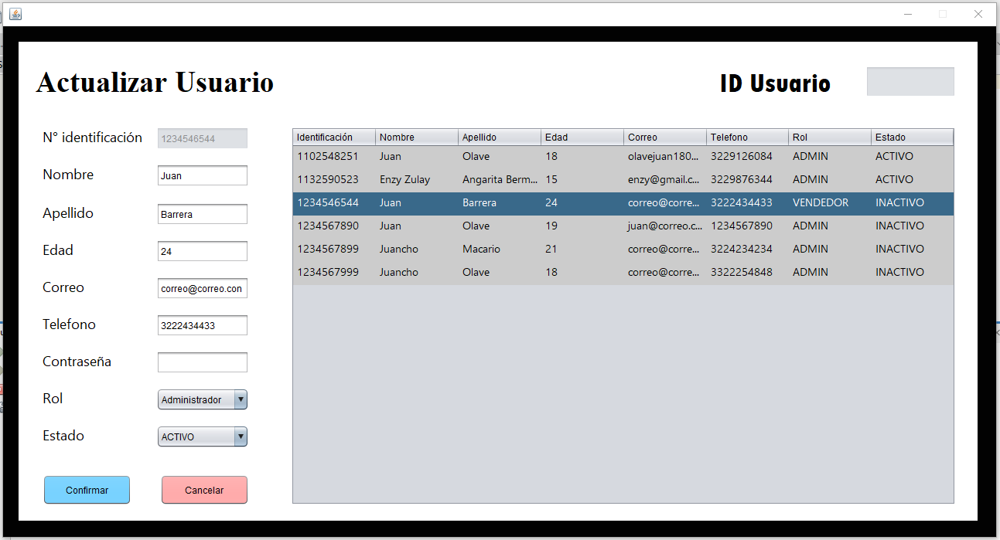 Actualizar Usuario
ID Usuario
N° identificación 1234546544
Nombre Juan
Apellido Barrera
Edad 24
Correo correo@correo.con
Telefono 3222434433
Contraseña
Rol Administrador
Estado ACTIVO
Confirmar Cancelar
Identificación Nombre Apellido Edad Correo Telefono Rol Estado
1102548251 Juan Olave 18 olavejuan180... 3229126084 ADMIN ACTIVO
1132590523 Enzy Zulay Angarita Berm... 15 enzy@gmail.c... 3229876344 ADMIN ACTIVO
1234546544 Juan Barrera 24 correo@corre... 3222434433 VENDEDOR INACTIVO
1234567890 Juan Olave 19 juan@correo.c... 1234567890 ADMIN INACTIVO
1234567899 Juancho Macario 21 correo@corre... 3224234234 ADMIN INACTIVO
1234567999 Juancho Olave 18 correo@corre... 3322254848 ADMIN INACTIVO